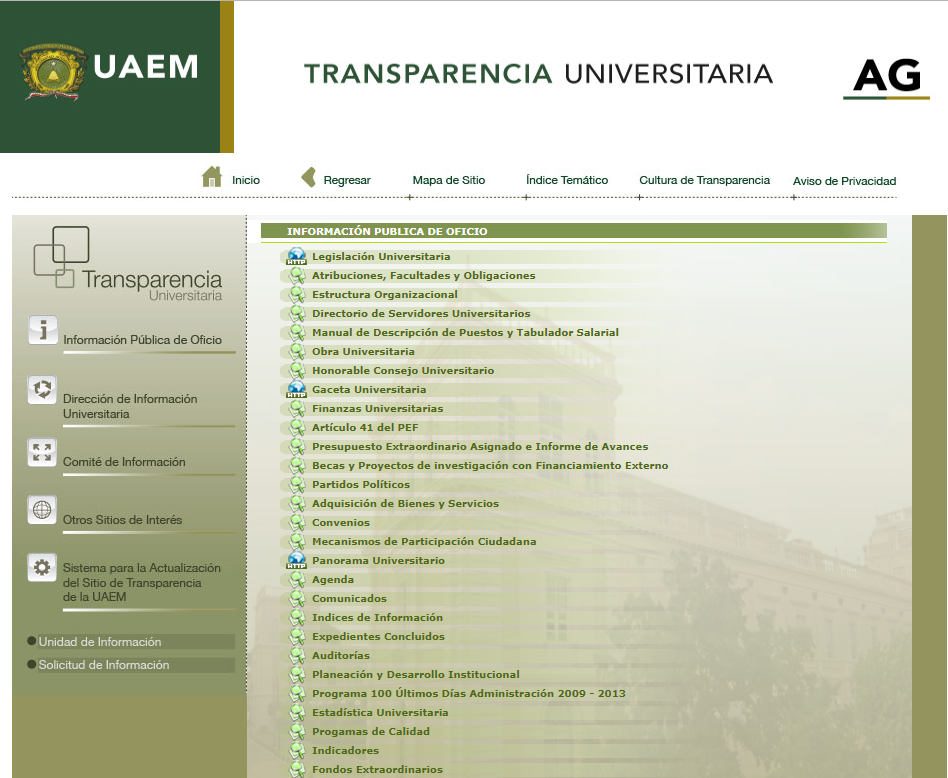 UAEM
TRANSPARENCIA UNIVERSITARIA
AG
Inicio
Regresar
Mapa de Sitio
Índice Temático
Cultura de Transparencia
Aviso de Privacidad
Transparencia
Universitaria
Información Pública de Oficio
Dirección de Información
Universitaria
Comité de Información
Otros Sitios de Interés
Sistema para la Actualización
del Sitio de Transparencia
de la UAEM
Unidad de Información
Solicitud de Información
INFORMACIÓN PUBLICA DE OFICIO
HTTP Legislación Universitaria
Atribuciones, Facultades y Obligaciones
Estructura Organizacional
Directorio de Servidores Universitarios
Manual de Descripción de Puestos y Tabulador Salarial
Obra Universitaria
Honorable Consejo Universitario
HTTP Gaceta Universitaria
Finanzas Universitarias
Artículo 41 del PEF
Presupuesto Extraordinario Asignado e Informe de Avances
Becas y Proyectos de investigación con Financiamiento Externo
Partidos Políticos
Adquisición de Bienes y Servicios
Convenios
Mecanismos de Participación Ciudadana
HTTP Panorama Universitario
Agenda
Comunicados
Indices de Información
Expedientes Concluidos
Auditorías
Planeación y Desarrollo Institucional
Programa 100 Últimos Días Administración 2009 - 2013
Estadística Universitaria
Progamas de Calidad
Indicadores
Fondos Extraordinarios